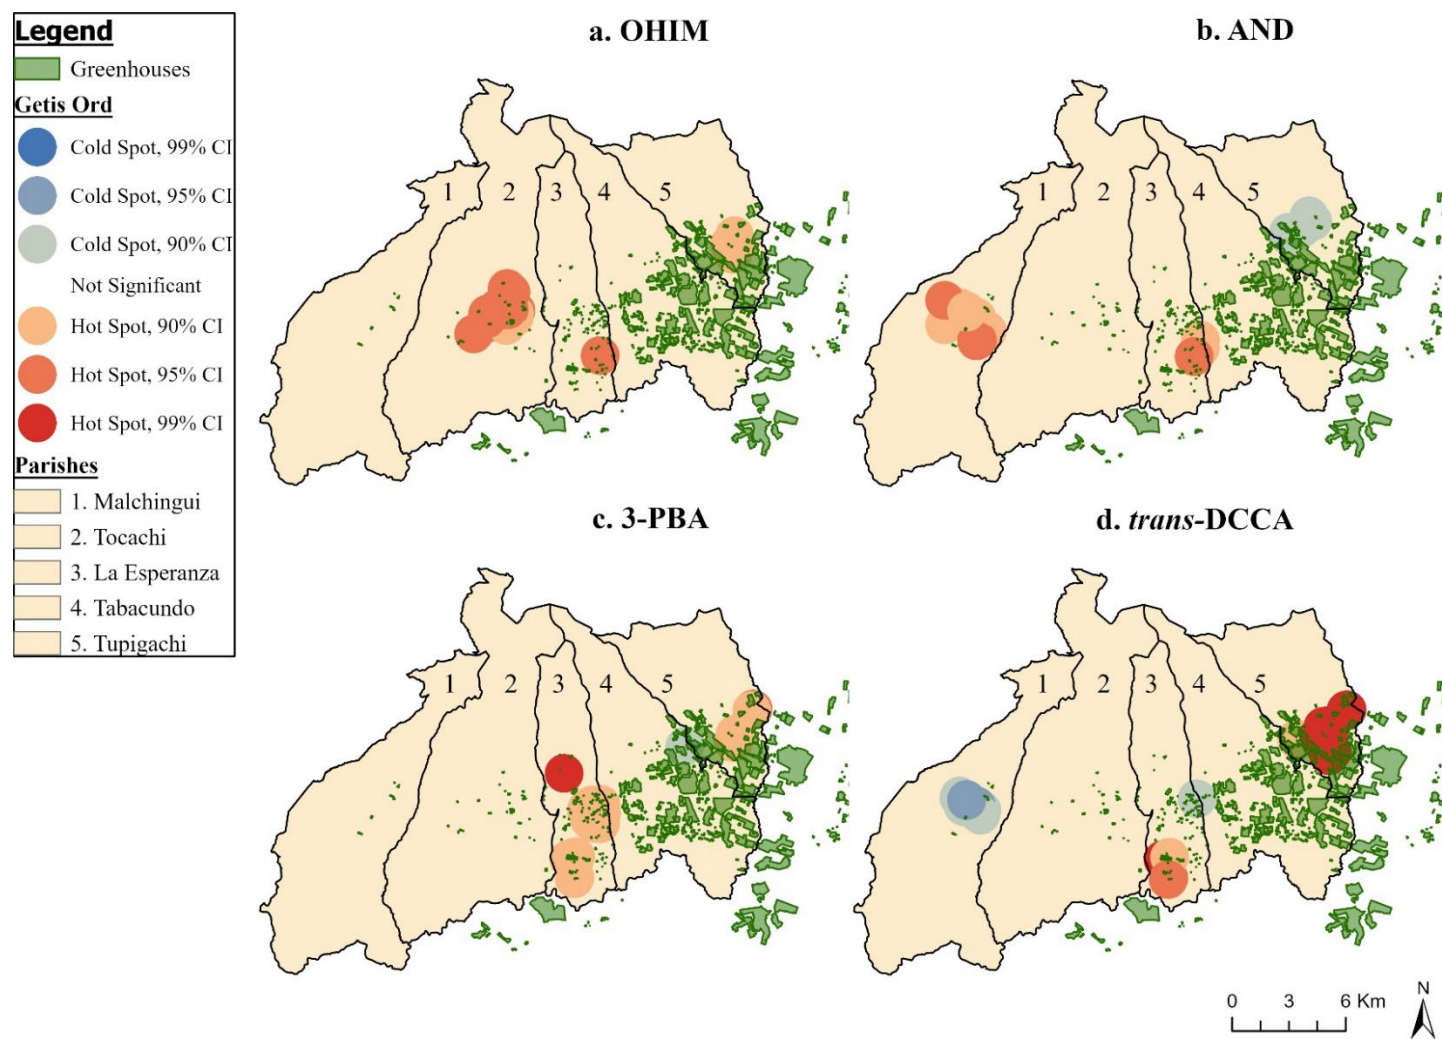 Legend
Greenhouses
Getis Ord
Cold Spot, 99% CI
Cold Spot, 95% CI
Cold Spot, 90% CI
Not Significant
Hot Spot, 90% CI
Hot Spot, 95% CI
Hot Spot, 99% CI
Parishes
1. Malchingui
2. Tocachi
3. La Esperanza
4. Tabacundo
5. Tupigachi
a. OHIM
1 2 3 4 5
b. AND
1 2 3 4 5
c. 3-PBA
1 2 3 4 5
d. trans-DCCA
1 2 3 4 5
0 3 6 Km
N